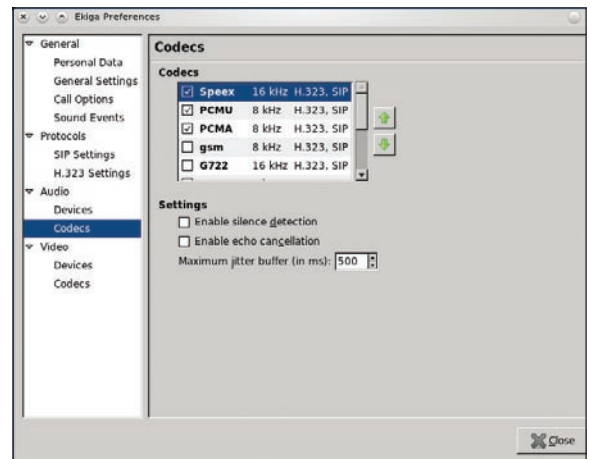 Ekiga Preferences
General
Personal Data
General Settings
Call Options
Sound Events
Protocols
SIP Settings
H.323 Settings
Audio
Devices
Codecs
Video
Devices
Codecs
Codecs
Codecs
Speex 16 kHz H.323, SIP
PCMU 8 kHz H.323, SIP
PCMA 8 kHz H.323, SIP
gsm 8 kHz H.323, SIP
G722 16 kHz H.323, SIP
Settings
Enable silence detection
Enable echo cancellation
Maximum jitter buffer (in ms): 500
Close